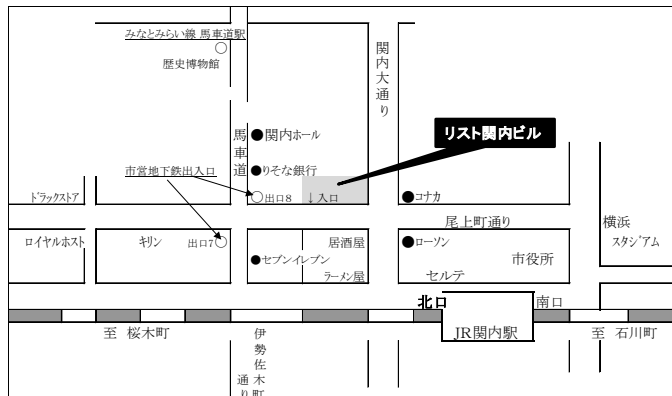 みなとみらい線 馬車道駅
歴史博物館
関内大通り
馬車道
関内ホール
りそな銀行
リスト関内ビル
市営地下鉄出入口
ドラックストア
出口8
↓入口
コナカ
尾上町通り
横浜
スタジアム
ロイヤルホスト
キリン
出口7
居酒屋
ローソン
市役所
セブンイレブン
ラーメン屋
セルテ
北口
南口
至 桜木町
JR関内駅
至 石川町
伊勢佐木町
通り